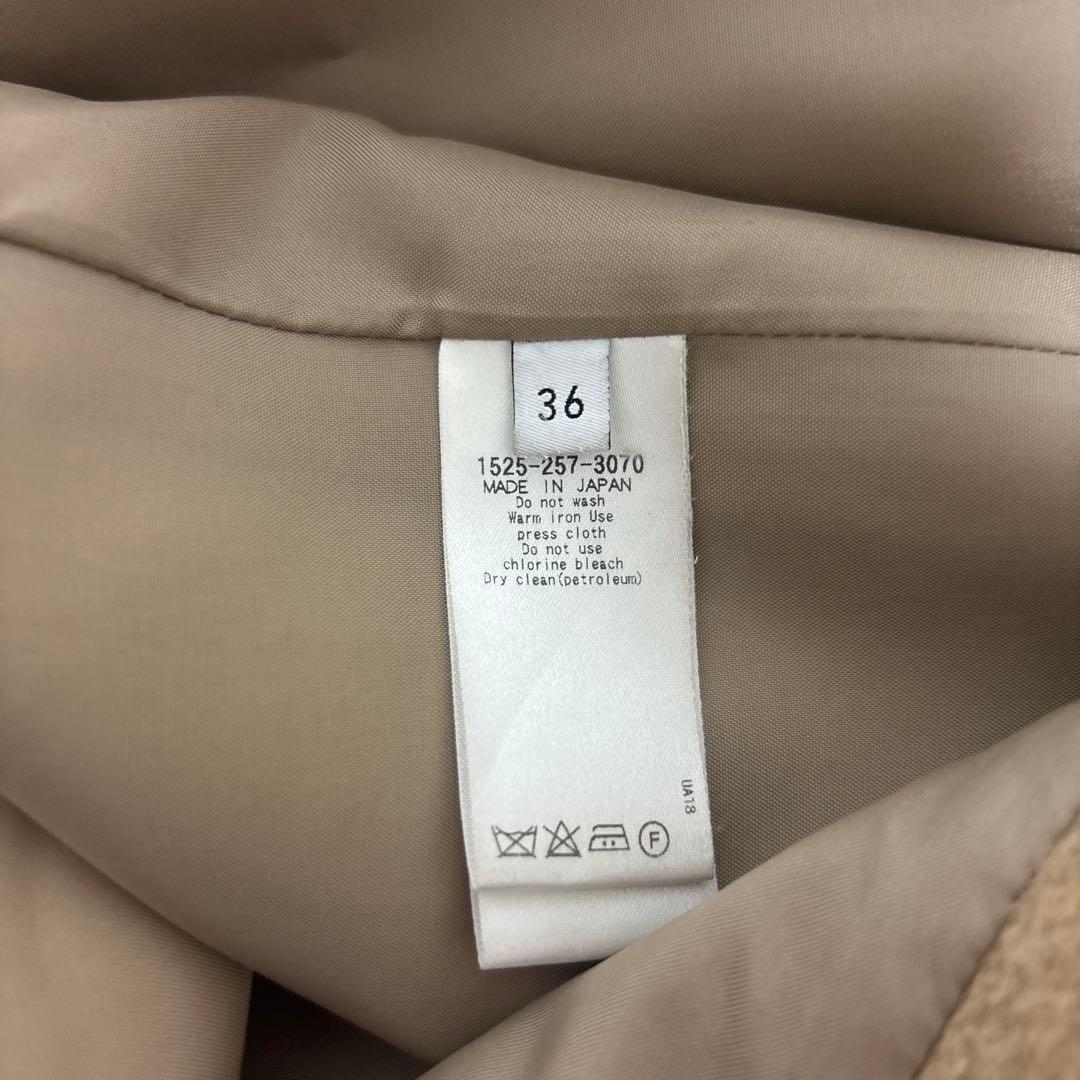 36
1525-257-3070
MADE IN JAPAN
Do not wash
Warm iron Use
press cloth
Do not use
chlorine bleach
Dry clean(petroleum)
UA18
F